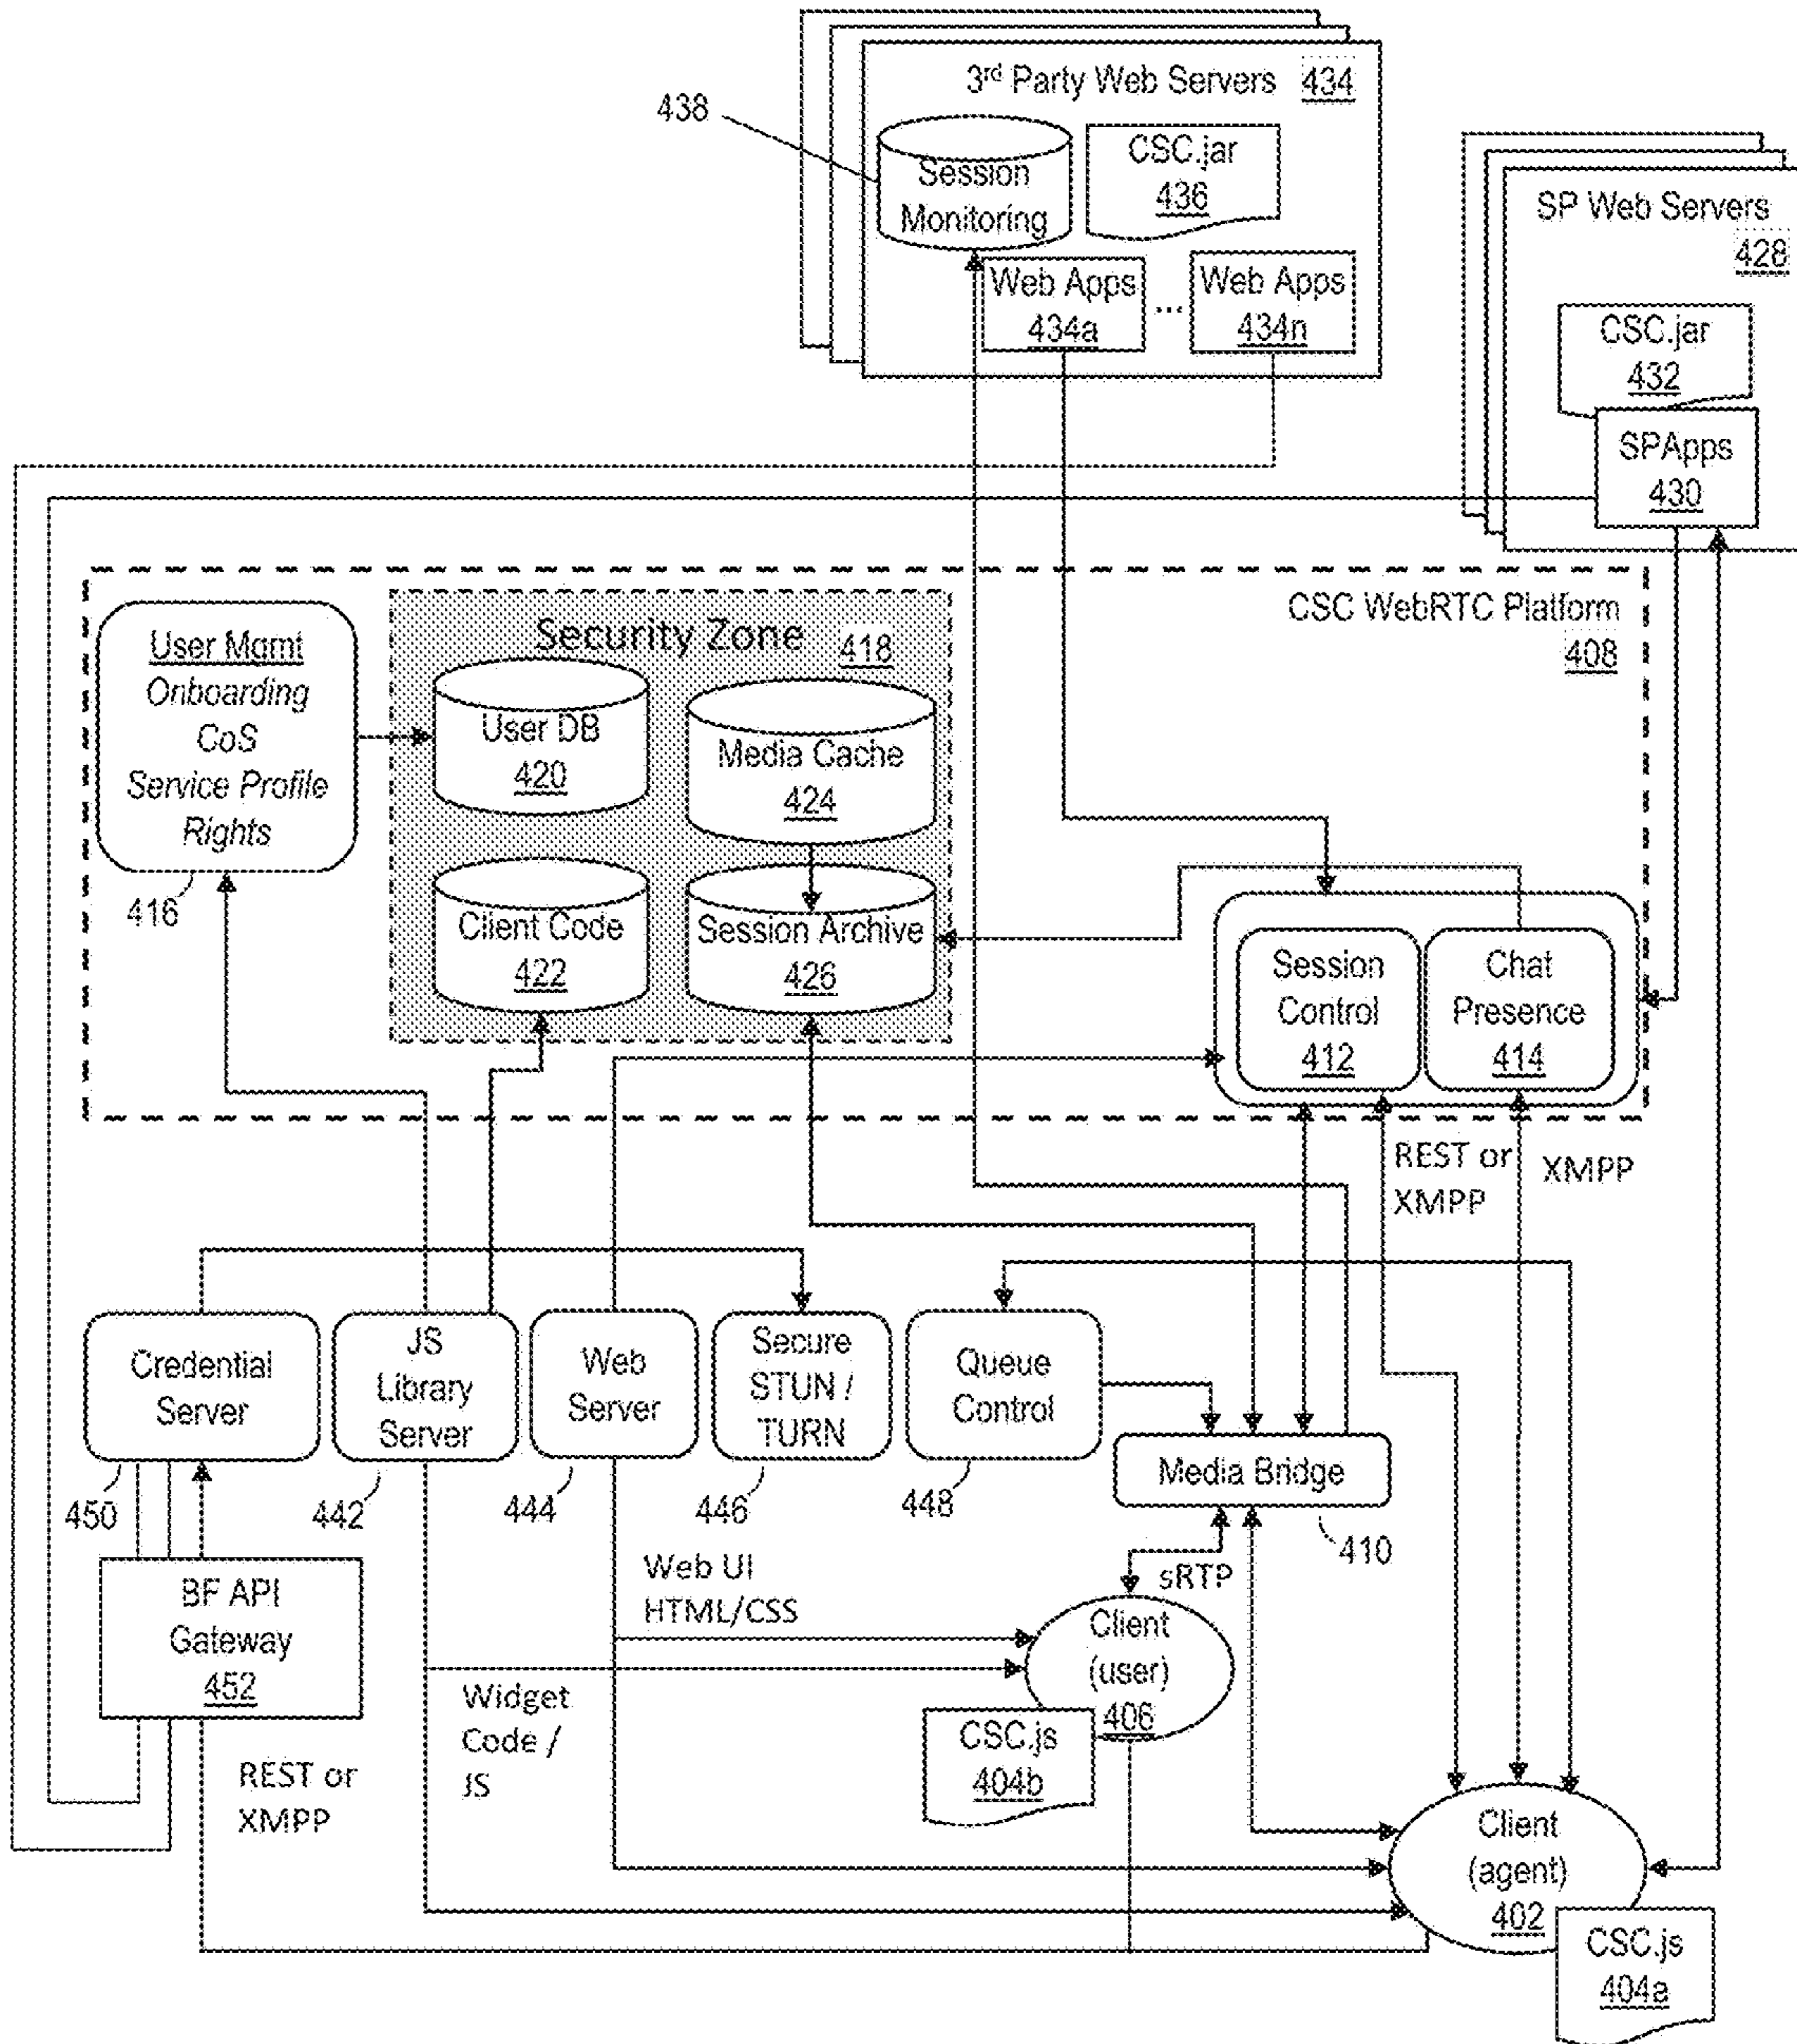 3rd Party Web Servers 434
438
Session
Monitoring
CSC.jar
436
Web Apps
434a
...
Web Apps
434n
SP Web Servers
428
CSC.jar
432
SPApps
430
CSC WebRTC Platform
408
User Mgmt
Onboarding
CoS
Service Profile
Rights
416
Security Zone
418
User DB
420
Media Cache
424
Client Code
422
Session Archive
426
Session
Control
412
Chat
Presence
414
REST or
XMPP
XMPP
Credential
Server
450
JS
Library
Server
442
Web
Server
444
Secure
STUN /
TURN
446
Queue
Control
448
Media Bridge
410
BF API
Gateway
452
Web UI
HTML/CSS
sRTP
Client
(user)
406
CSC.js
404b
Widget
Code /
JS
REST or
XMPP
Client
(agent)
402
CSC.js
404a